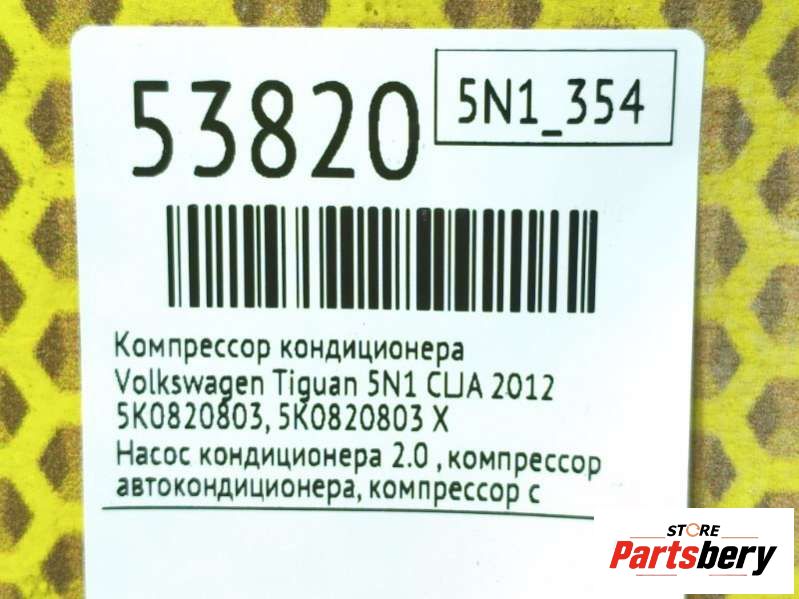 53820
5N1_354
Компрессор кондиционера
Volkswagen Tiguan 5N1 США 2012
5K0820803, 5K0820803 X
Насос кондиционера 2.0 , компрессор
автокондиционера, компрессор с
STORE
Partsbery